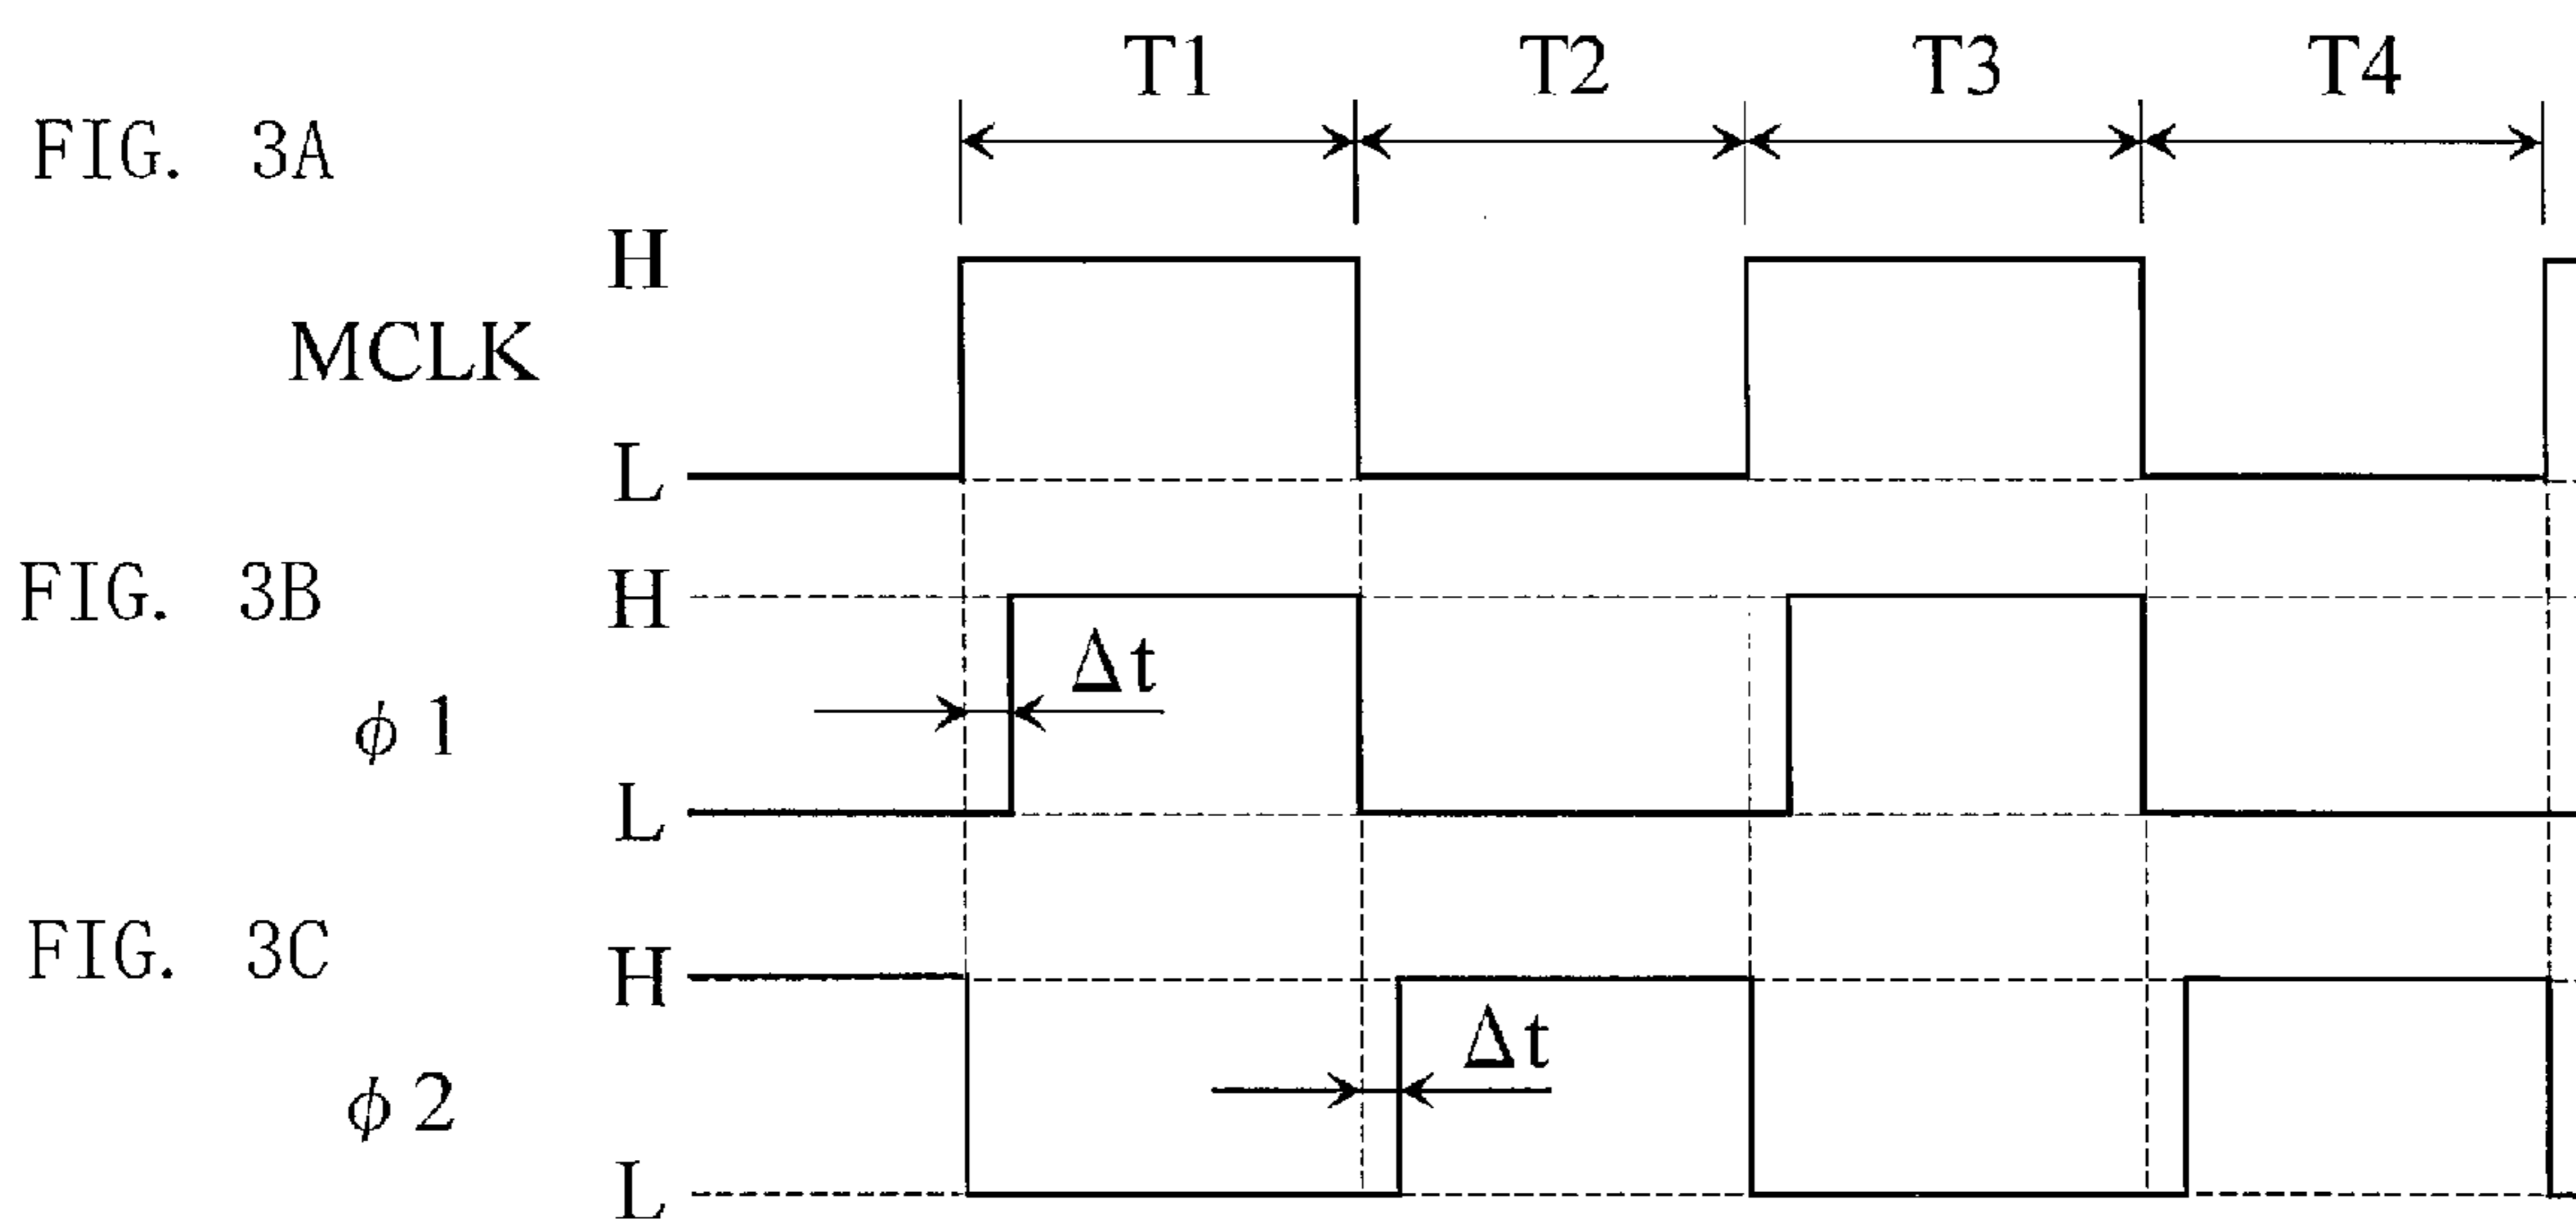 T1 T2 T3 T4
FIG. 3A
H
MCLK
L
FIG. 3B
H
Δt
ϕ1
L
FIG. 3C
H
Δt
ϕ2
L